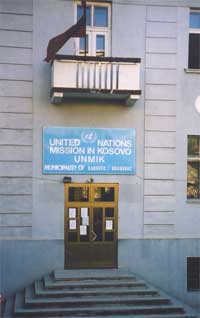 UNITED NATIONS
MISSION IN KOSOVO
UNMIK
MUNICIPALITY OF